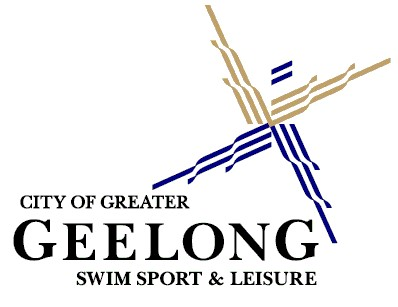 CITY OF GREATER
GEELONG
SWIM SPORT & LEISURE